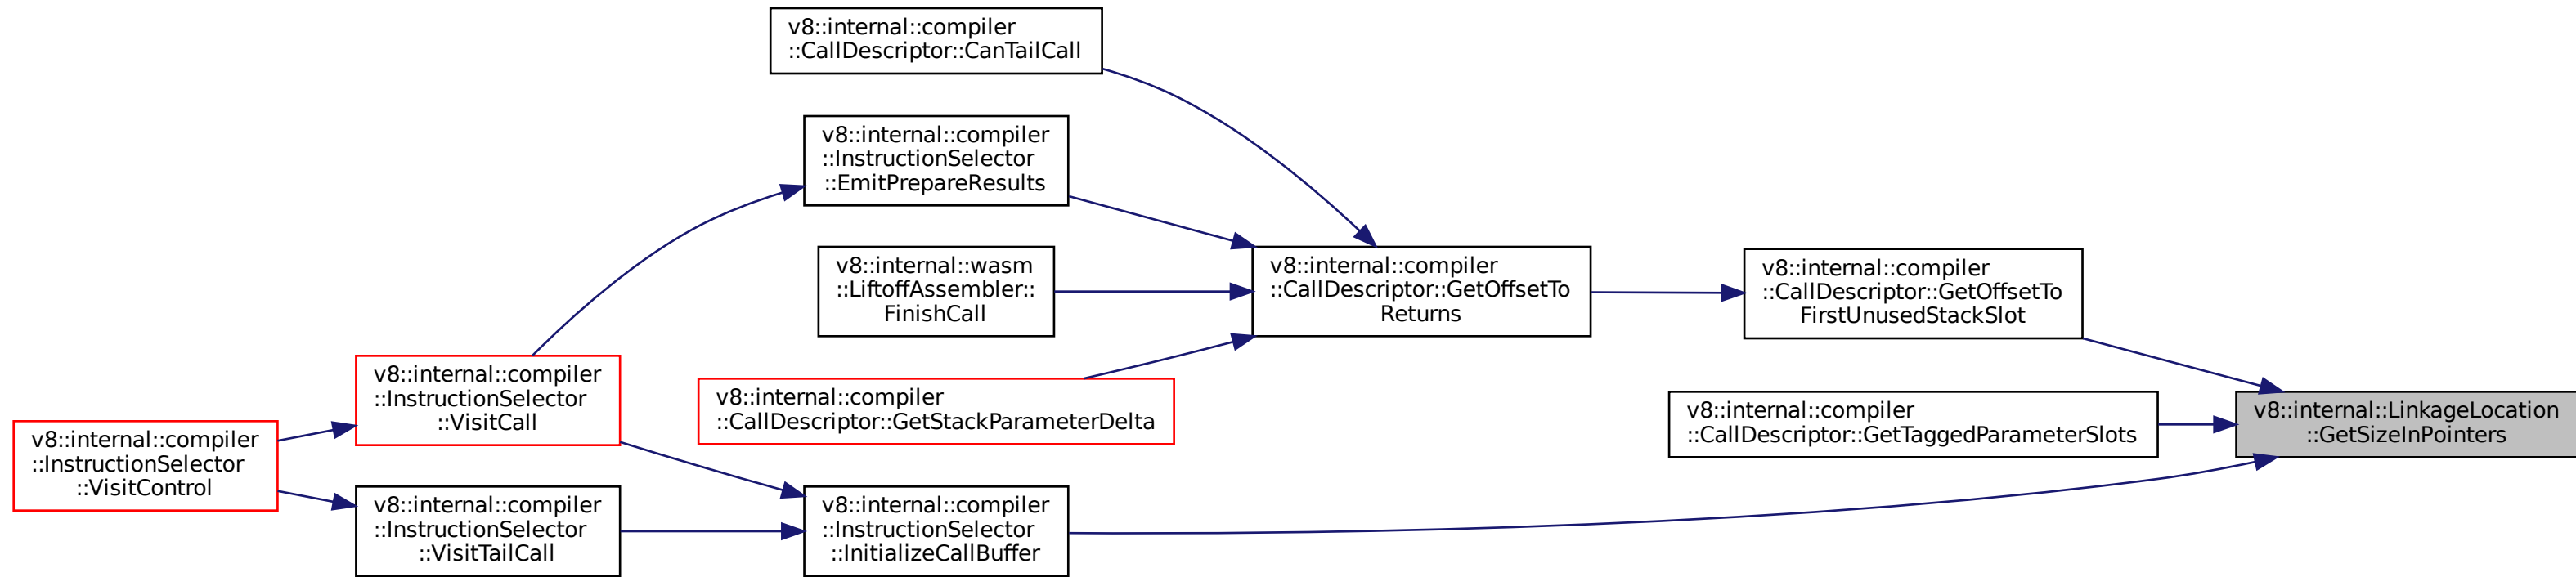 v8::internal::compiler
::CallDescriptor::CanTailCall
v8::internal::compiler
::InstructionSelector
::EmitPrepareResults
v8::internal::wasm
::LiftoffAssembler::
FinishCall
v8::internal::compiler
::CallDescriptor::GetOffsetTo
Returns
v8::internal::compiler
::CallDescriptor::GetOffsetTo
FirstUnusedStackSlot
v8::internal::compiler
::InstructionSelector
::VisitCall
v8::internal::compiler
::CallDescriptor::GetStackParameterDelta
v8::internal::compiler
::CallDescriptor::GetTaggedParameterSlots
v8::internal::LinkageLocation
::GetSizeInPointers
v8::internal::compiler
::InstructionSelector
::VisitControl
v8::internal::compiler
::InstructionSelector
::VisitTailCall
v8::internal::compiler
::InstructionSelector
::InitializeCallBuffer